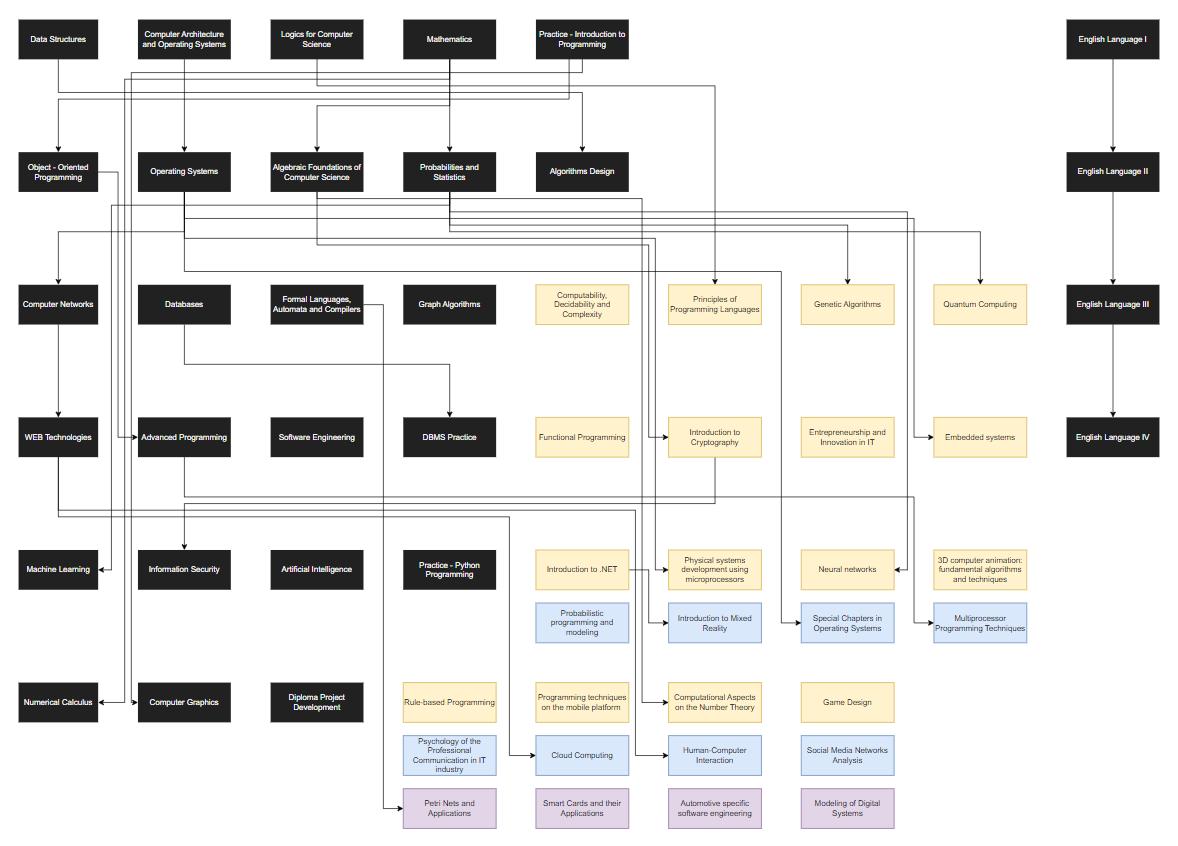 Data Structures
Computer Architecture
and Operating Systems
Logics for Computer
Science
Mathematics
Practice - Introduction to
Programming
English Language I
Object - Oriented
Programming
Operating Systems
Algebraic Foundations of
Computer Science
Probabilities and
Statistics
Algorithms Design
English Language II
Computer Networks
Databases
Formal Languages,
Automata and Compilers
Graph Algorithms
Computability,
Decidability and
Complexity
Principles of
Programming Languages
Genetic Algorithms
Quantum Computing
English Language III
WEB Technologies
Advanced Programming
Software Engineering
DBMS Practice
Functional Programming
Introduction to
Cryptography
Entrepreneurship and
Innovation in IT
Embedded systems
English Language IV
Machine Learning
Information Security
Artificial Intelligence
Practice - Python
Programming
Introduction to .NET
Physical systems
development using
microprocessors
Neural networks
3D computer animation:
fundamental algorithms
and techniques
Probabilistic
programming and
modeling
Introduction to Mixed
Reality
Special Chapters in
Operating Systems
Multiprocessor
Programming Techniques
Numerical Calculus
Computer Graphics
Diploma Project
Development
Rule-based Programming
Programming techniques
on the mobile platform
Computational Aspects
on the Number Theory
Game Design
Psychology of the
Professional
Communication in IT
industry
Cloud Computing
Human-Computer
Interaction
Social Media Networks
Analysis
Petri Nets and
Applications
Smart Cards and their
Applications
Automotive specific
software engineering
Modeling of Digital
Systems